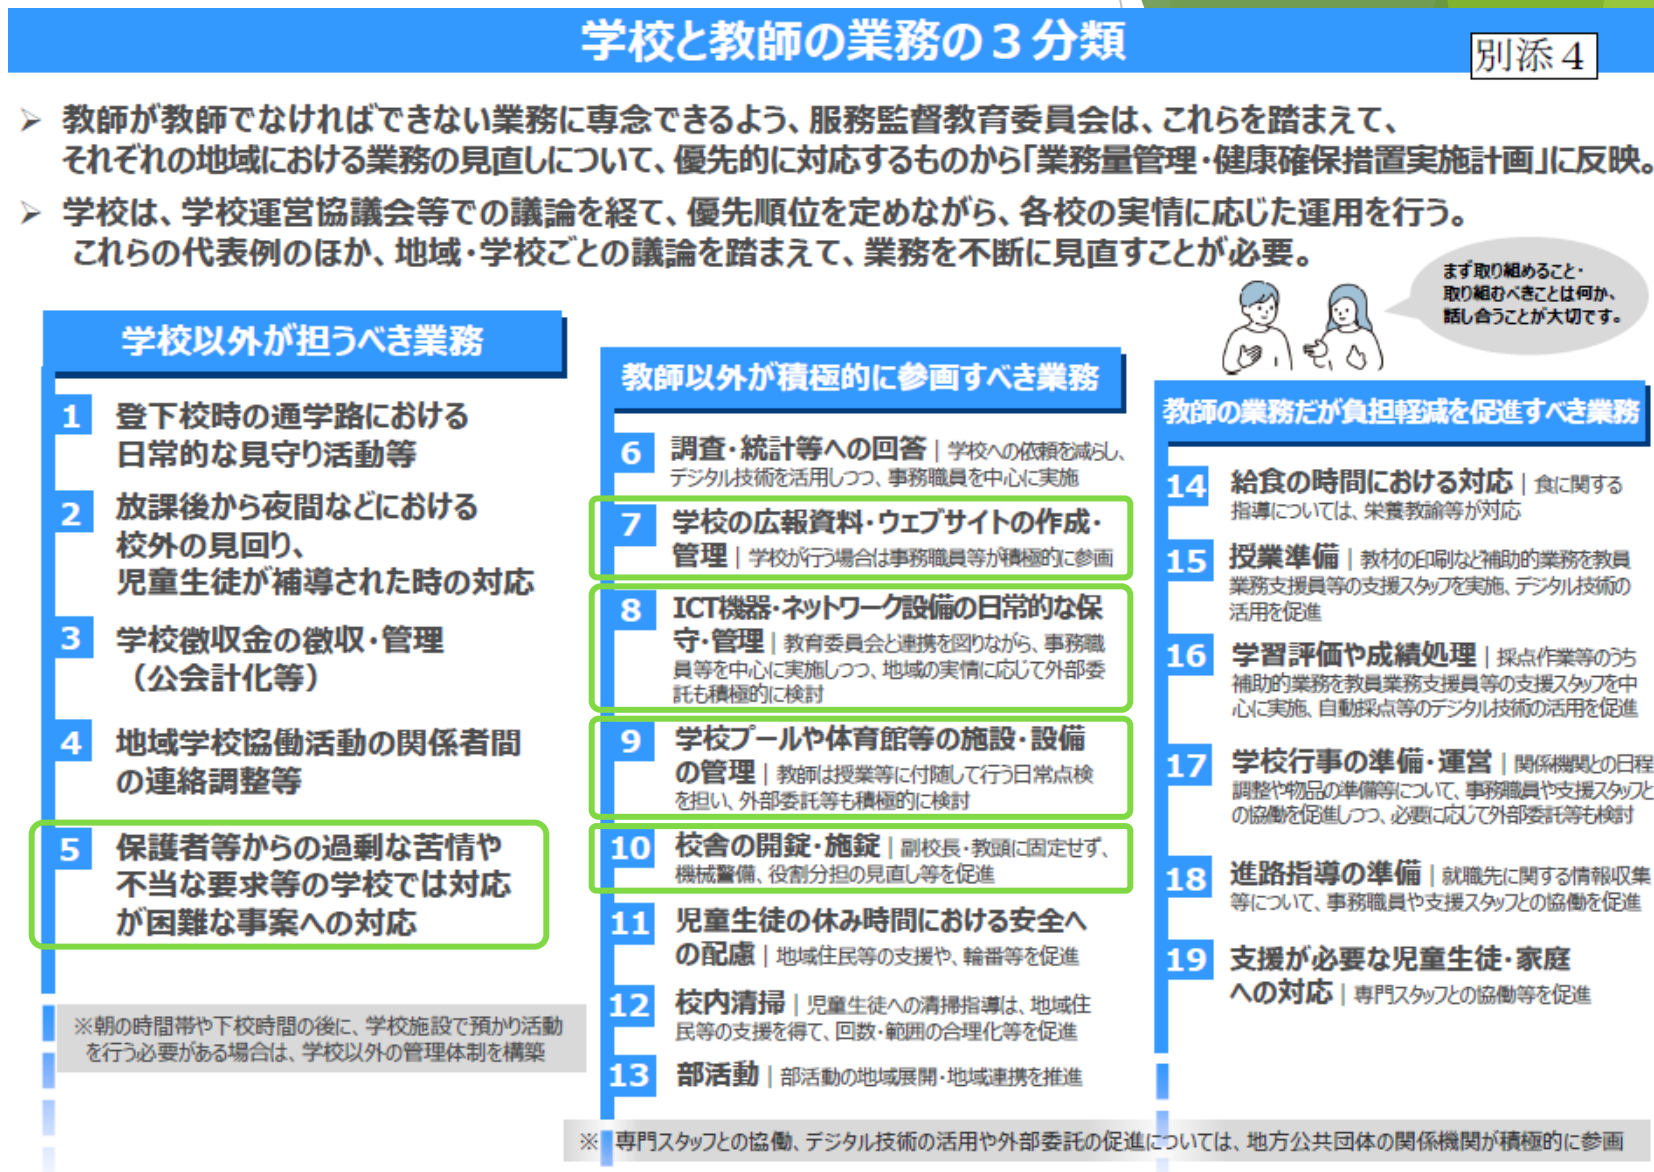 学校と教師の業務の3分類
別添4
➢ 教師が教師でなければできない業務に専念できるよう、服務監督教育委員会は、これらを踏まえて、
それぞれの地域における業務の見直しについて、優先的に対応するものから「業務量管理・健康確保措置実施計画」に反映。
➢ 学校は、学校運営協議会等での議論を経て、優先順位を定めながら、各校の実情に応じた運用を行う。
これらの代表例のほか、地域・学校ごとの議論を踏まえて、業務を不断に見直すことが必要。
まず取り組めること・
取り組むべきことは何か、
話し合うことが大切です。
学校以外が担うべき業務
1 登下校時の通学路における
日常的な見守り活動等
2 放課後から夜間などにおける
校外の見回り、
児童生徒が補導された時の対応
3 学校徴収金の徴収・管理
（公会計化等）
4 地域学校協働活動の関係者間
の連絡調整等
5 保護者等からの過剰な苦情や
不当な要求等の学校では対応
が困難な事案への対応
※朝の時間帯や下校時間の後に、学校施設で預かり活動
を行う必要がある場合は、学校以外の管理体制を構築
教師以外が積極的に参画すべき業務
6 調査・統計等への回答｜学校への依頼を減らし、
デジタル技術を活用しつつ、事務職員を中心に実施
7 学校の広報資料・ウェブサイトの作成・
管理｜学校が行う場合は事務職員等が積極的に参画
8 ICT機器・ネットワーク設備の日常的な保
守・管理｜教育委員会と連携を図りながら、事務職
員等を中心に実施しつつ、地域の実情に応じて外部委
託も積極的に検討
9 学校プールや体育館等の施設・設備
の管理｜教師は授業等に付随して行う日常点検
を担い、外部委託等も積極的に検討
10 校舎の開錠・施錠｜副校長・教頭に固定せず、
機械警備、役割分担の見直し等を促進
11 児童生徒の休み時間における安全へ
の配慮｜地域住民等の支援や、輪番等を促進
12 校内清掃｜児童生徒への清掃指導は、地域住
民等の支援を得て、回数・範囲の合理化等を促進
13 部活動｜部活動の地域展開・地域連携を推進
教師の業務だが負担軽減を促進すべき業務
14 給食の時間における対応｜食に関する
指導については、栄養教諭等が対応
15 授業準備｜教材の印刷など補助的業務を教員
業務支援員等の支援スタッフを実施、デジタル技術の
活用を促進
16 学習評価や成績処理｜採点作業等のうち
補助的業務を教員業務支援員等の支援スタッフを中
心に実施、自動採点等のデジタル技術の活用を促進
17 学校行事の準備・運営｜関係機関との日程
調整や物品の準備等について、事務職員や支援スタッフと
の協働を促進しつつ、必要に応じて外部委託等も検討
18 進路指導の準備｜就職先に関する情報収集
等について、事務職員や支援スタッフとの協働を促進
19 支援が必要な児童生徒・家庭
への対応｜専門スタッフとの協働等を促進
※ 専門スタッフとの協働、デジタル技術の活用や外部委託の促進については、地方公共団体の関係機関が積極的に参画